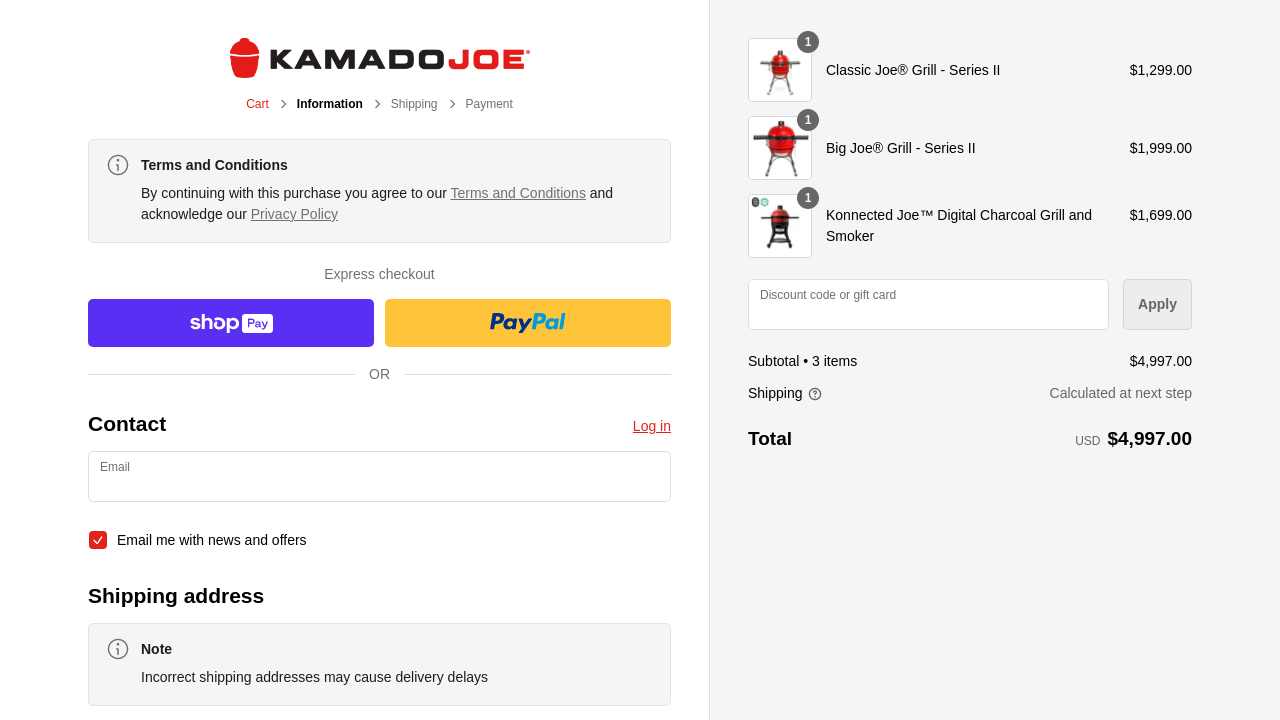 KAMADOJOE®
Cart > Information > Shipping > Payment
Terms and Conditions
By continuing with this purchase you agree to our Terms and Conditions and
acknowledge our Privacy Policy
Express checkout
shop Pay
PayPal
OR
Contact
Log in
Email
Email me with news and offers
Shipping address
Note
Incorrect shipping addresses may cause delivery delays
1
Classic Joe® Grill - Series II $1,299.00
1
Big Joe® Grill - Series II $1,999.00
1
Konnected Joe™ Digital Charcoal Grill and $1,699.00
Smoker
Discount code or gift card
Apply
Subtotal • 3 items $4,997.00
Shipping Calculated at next step
Total USD $4,997.00